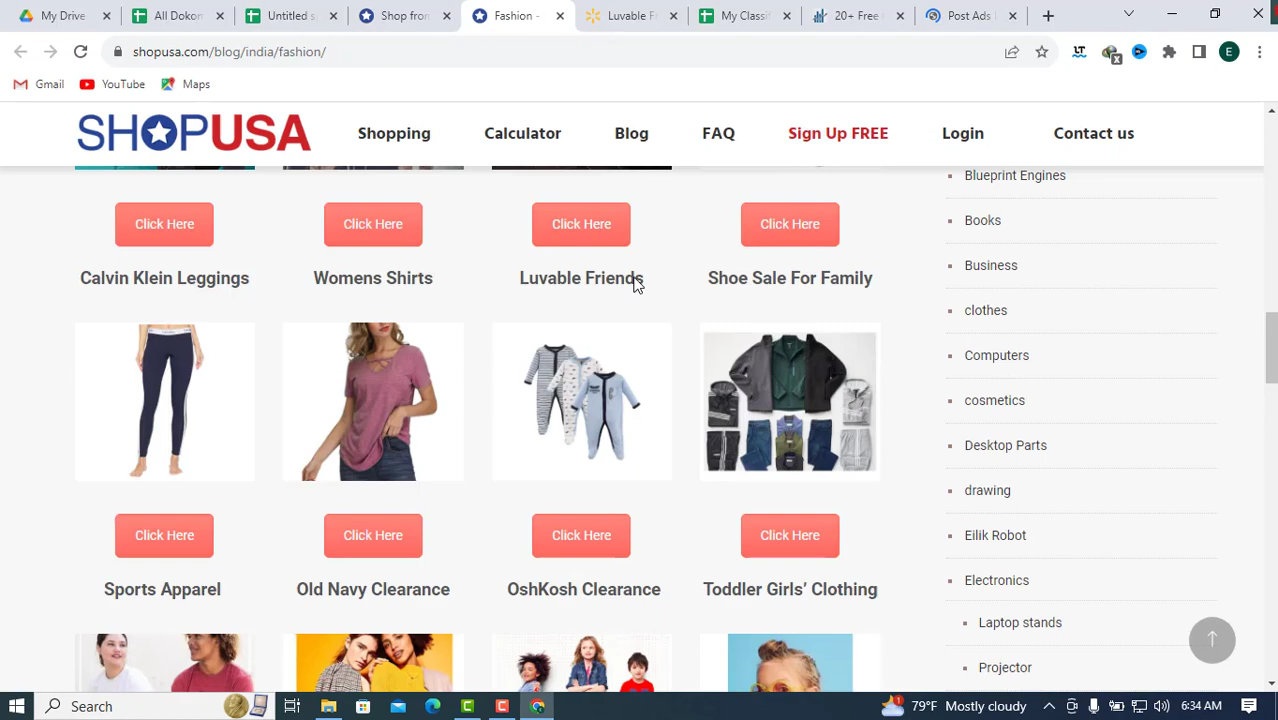 My Drive
All Dokon
Untitled s
Shop from
Fashion -
Luvable Fr
My Classif
20+ Free
Post Ads
shopusa.com/blog/india/fashion/
E
Gmail
YouTube
Maps
SHOPUSA
Shopping
Calculator
Blog
FAQ
Sign Up FREE
Login
Contact us
Click Here
Click Here
Click Here
Click Here
Calvin Klein Leggings
Womens Shirts
Luvable Friends
Shoe Sale For Family
Click Here
Click Here
Click Here
Click Here
Sports Apparel
Old Navy Clearance
OshKosh Clearance
Toddler Girls’ Clothing
Blueprint Engines
Books
Business
clothes
Computers
cosmetics
Desktop Parts
drawing
Eilik Robot
Electronics
Laptop stands
Projector
Search
1
79°F Mostly cloudy
6:34 AM